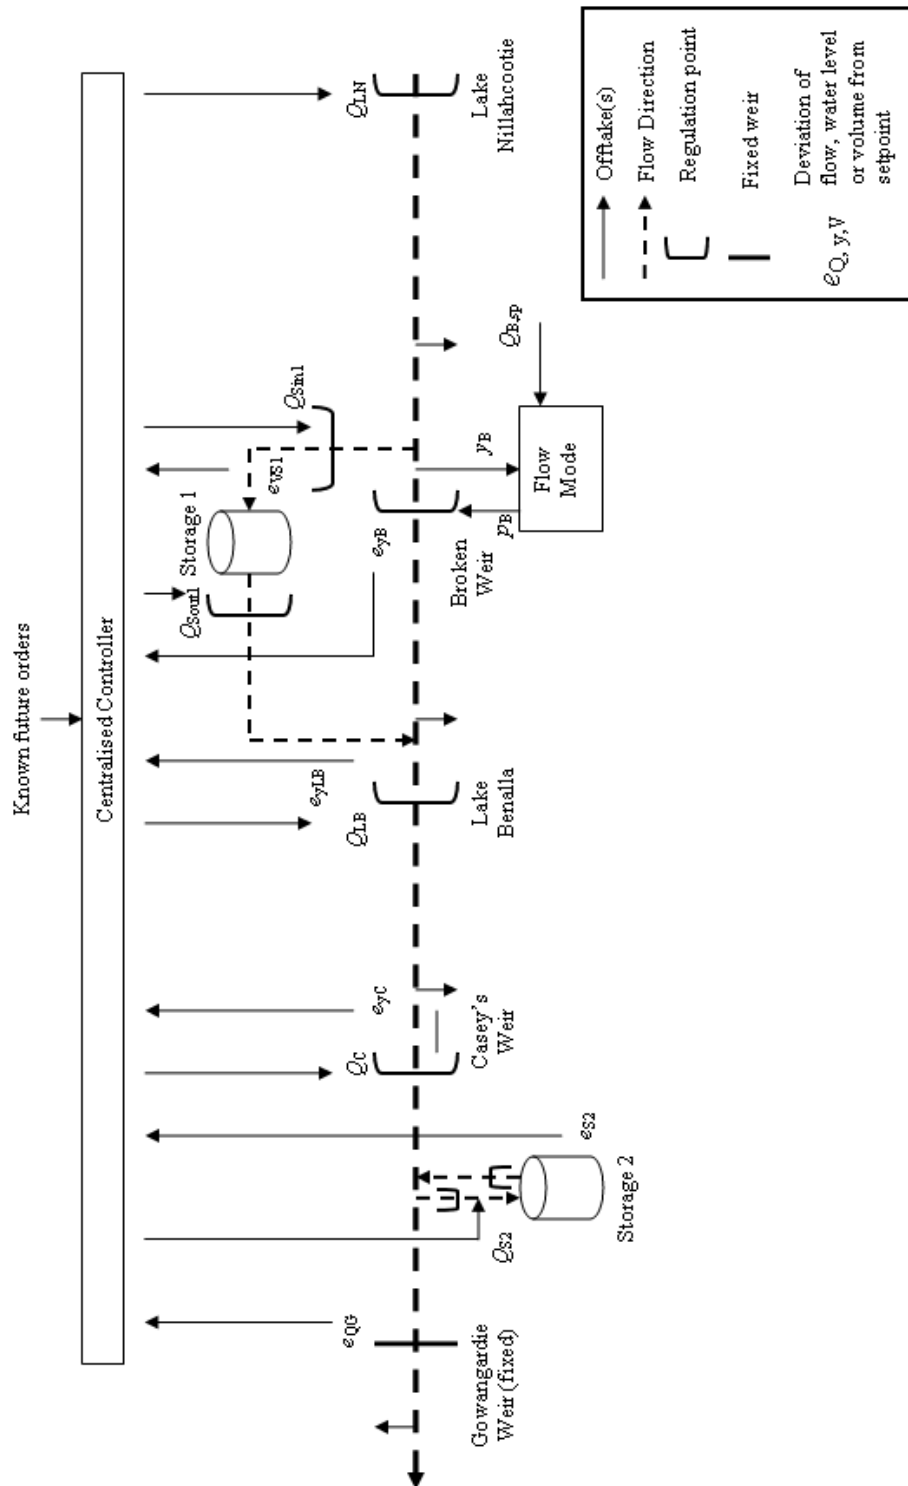 Known future orders
Centralised Controller
e_QG
Q_S2
e_S2
Q_C
e_yC
Q_LB
e_yLB
Q_Sout1
Storage 1
e_yB
e_VS1
Q_Sin1
Q_LN
Gowangardie
Weir (fixed)
Storage 2
Casey's
Weir
Lake
Benalla
Broken
Weir
p_B
y_B
Flow
Mode
Q_B,sp
Lake
Nillahcootie
Offtake(s)
Flow Direction
Regulation point
Fixed weir
e_Q, y, V
Deviation of
flow, water level
or volume from
setpoint